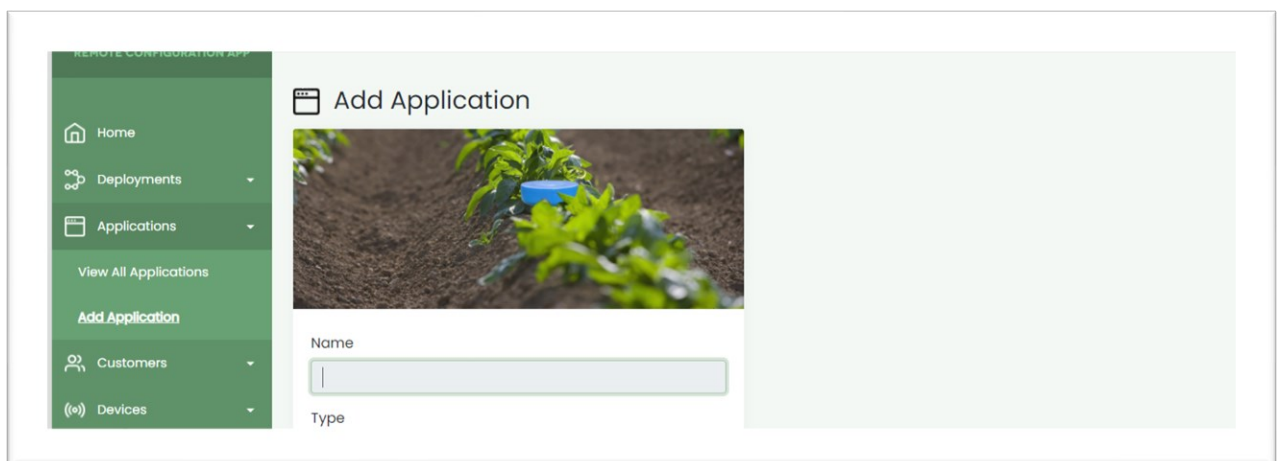 REMOTE CONFIGURATION APP
Add Application
Home
Deployments
Applications
View All Applications
Add Application
Customers
Devices
Name
Type